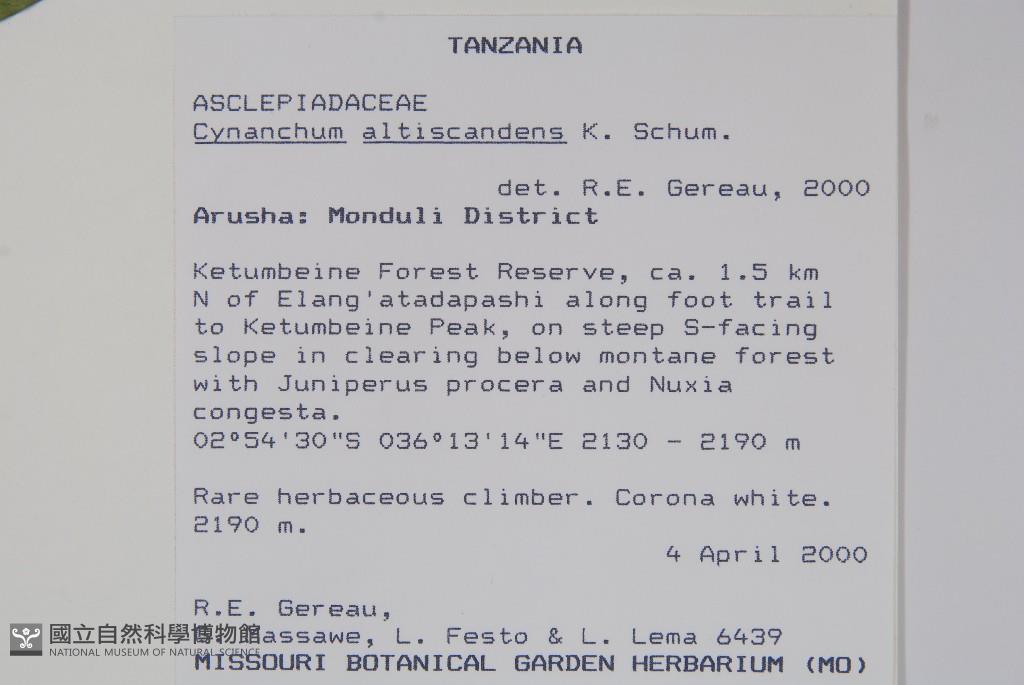 TANZANIA
ASCLEPIADACEAE
Cynanchum altiscandens K. Schum.
det. R.E. Gereau, 2000
Arusha: Monduli District
Ketumbeine Forest Reserve, ca. 1.5 km
N of Elang'atadapashi along foot trail
to Ketumbeine Peak, on steep S-facing
slope in clearing below montane forest
with Juniperus procera and Nuxia
congesta.
02°54'30"S 036°13'14"E 2130 - 2190 m
Rare herbaceous climber. Corona white.
2190 m.
4 April 2000
R.E. Gereau,
Massawe, L. Festo & L. Lema 6439
MISSOURI BOTANICAL GARDEN HERBARIUM (MO)
國立自然科學博物館
NATIONAL MUSEUM OF NATURAL SCIENCE